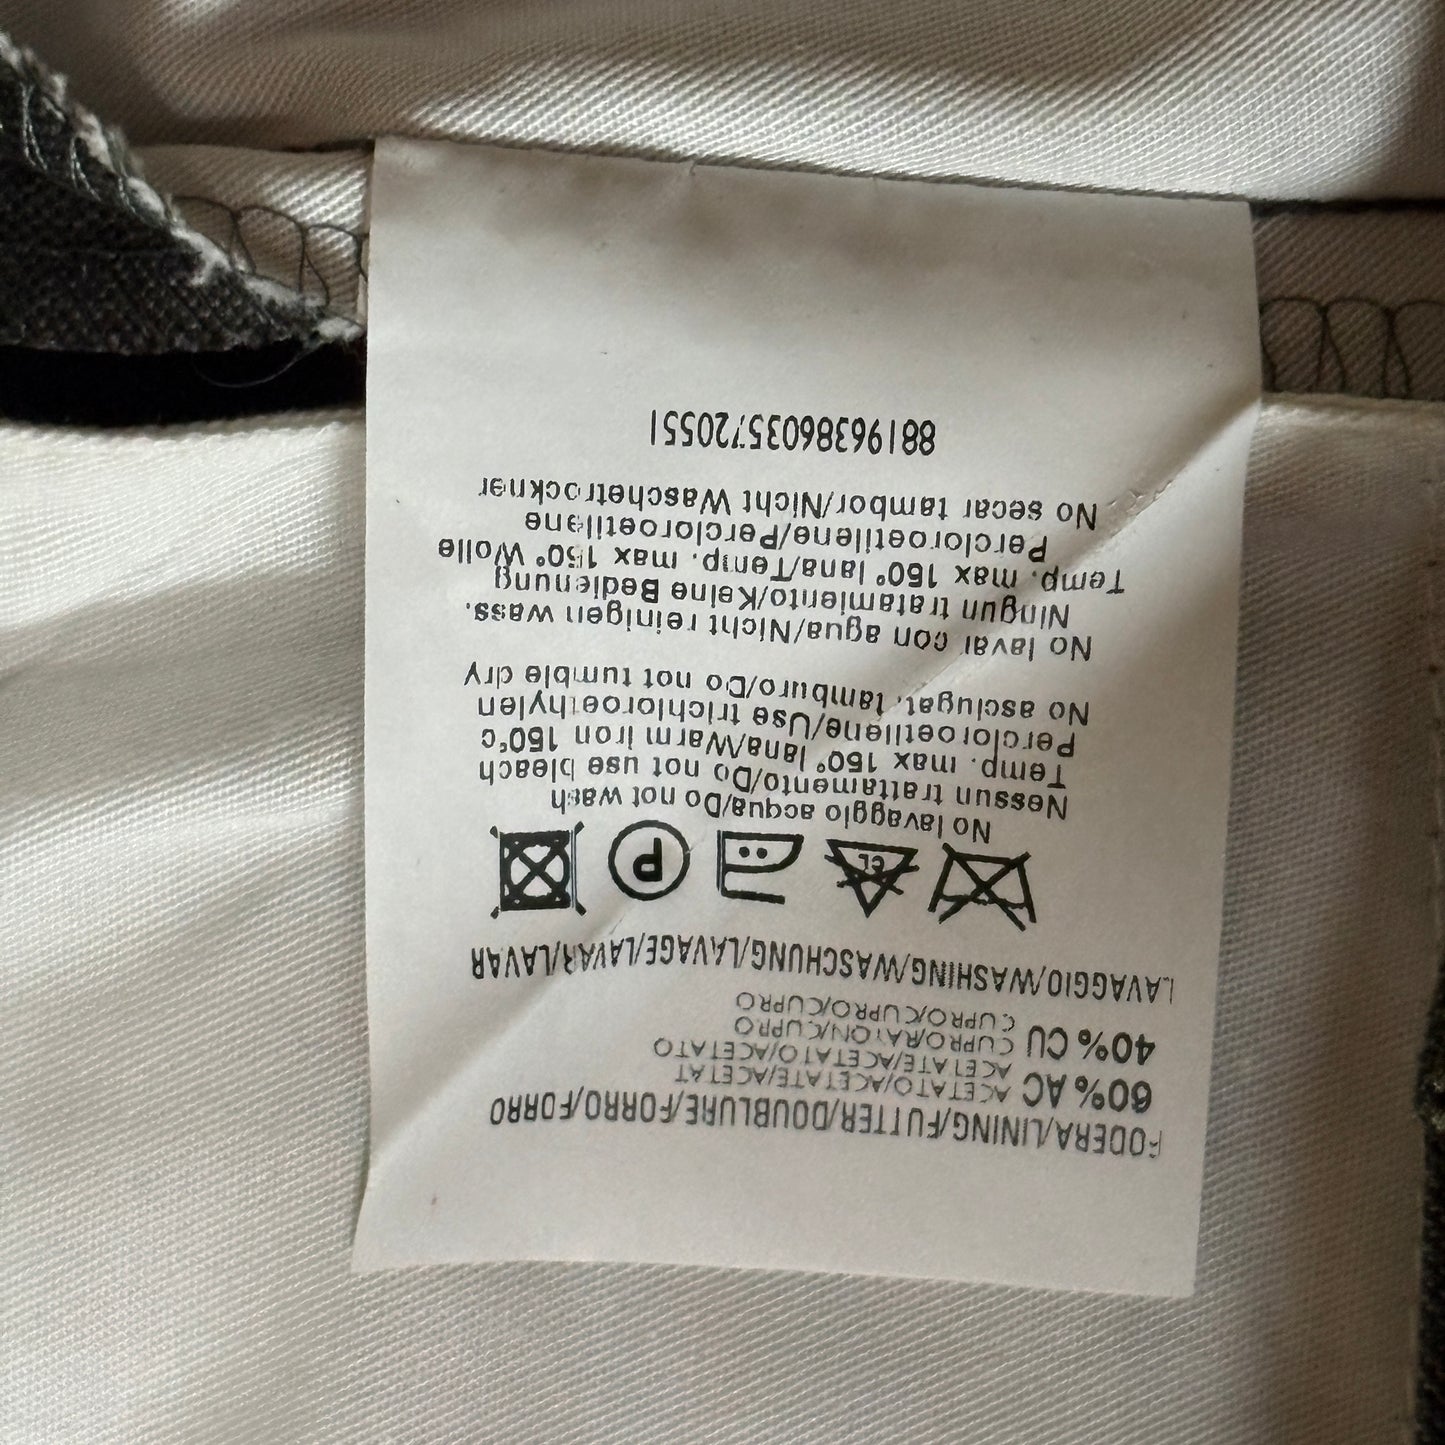 FODERA/LINING/FUTTER/DOUBLURE/FORRO/FORRO
60% AC ACETATO/ACETATE/ACETAT
ACETATE/ACETATO/ACETATO
40% CU CUPRO/RAYON/CUPRO
CUPRO/CUPRO/CUPRO
LAVAGGIO/WASHING/WASCHUNG/LAVAGE/LAVAR/LAVAR
CL P
No lavaggio acqua/Do not wash
Nessun trattamento/Do not use bleach
Temp. max 150° lana/Warm iron 150°c
Percloroetilene/Use trichloroethylen
No asciugat. tamburo/Do not tumble dry
No lavar con agua/Nicht reinigen wass.
Ningun tratamiento/Keine Bedienung
Temp. max 150° lana/Temp. max 150° Wolle
Percloroetilene/Percloroetilene
No secar tambor/Nicht Waschetrockner
88196386035720551